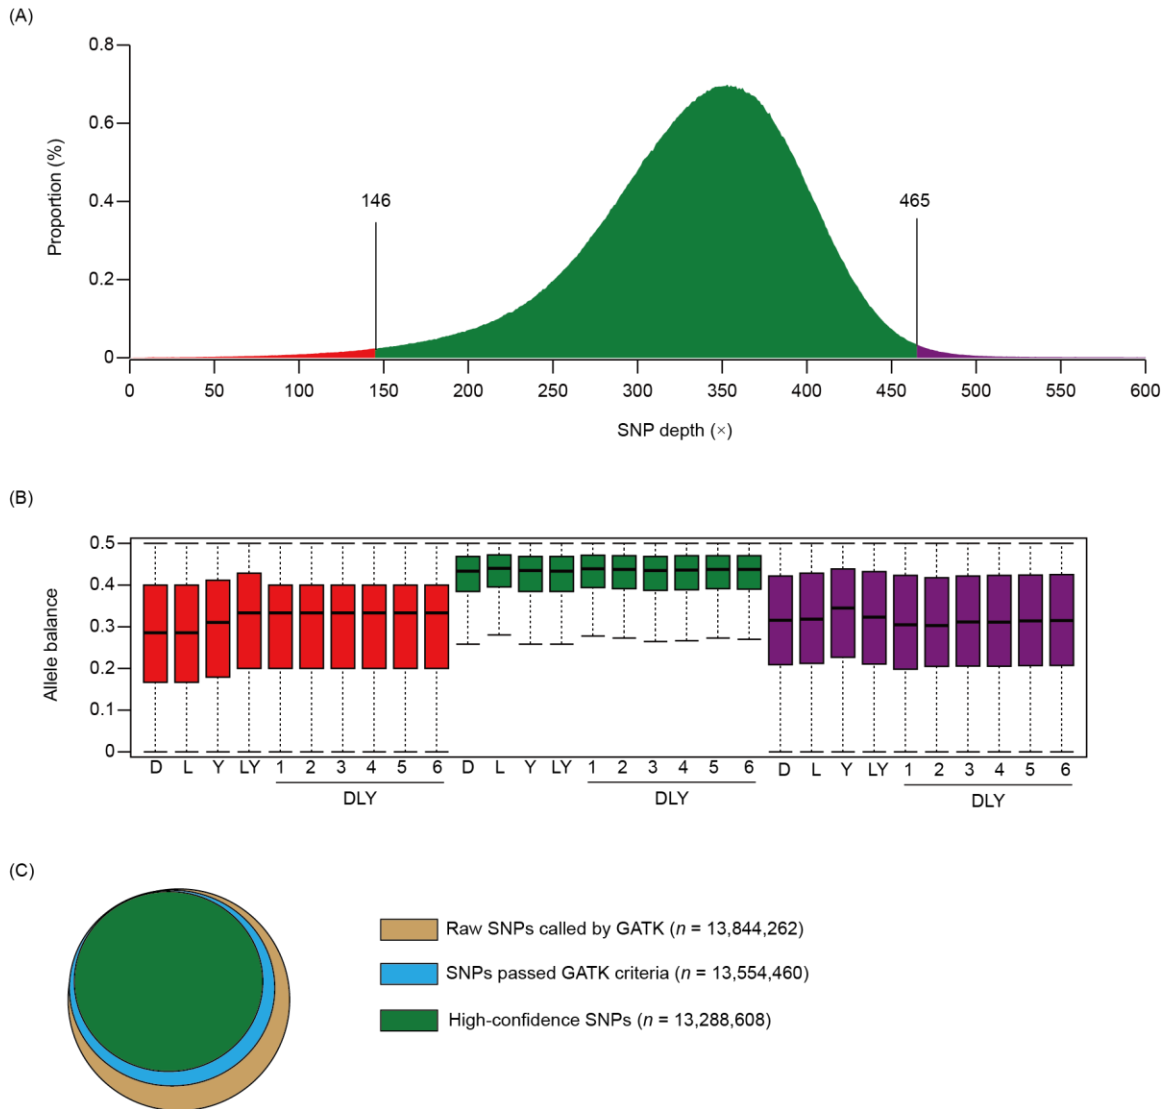 (A)
0.8
0.6
0.4
0.2
0
Proportion (%)
146
465
0 50 100 150 200 250 300 350 400 450 500 550 600
SNP depth (×)
(B)
0.5
0.4
0.3
0.2
0.1
0
Allele balance
D L Y LY 1 2 3 4 5 6 D L Y LY 1 2 3 4 5 6 D L Y LY 1 2 3 4 5 6
DLY DLY DLY
(C)
Raw SNPs called by GATK (n = 13,844,262)
SNPs passed GATK criteria (n = 13,554,460)
High-confidence SNPs (n = 13,288,608)